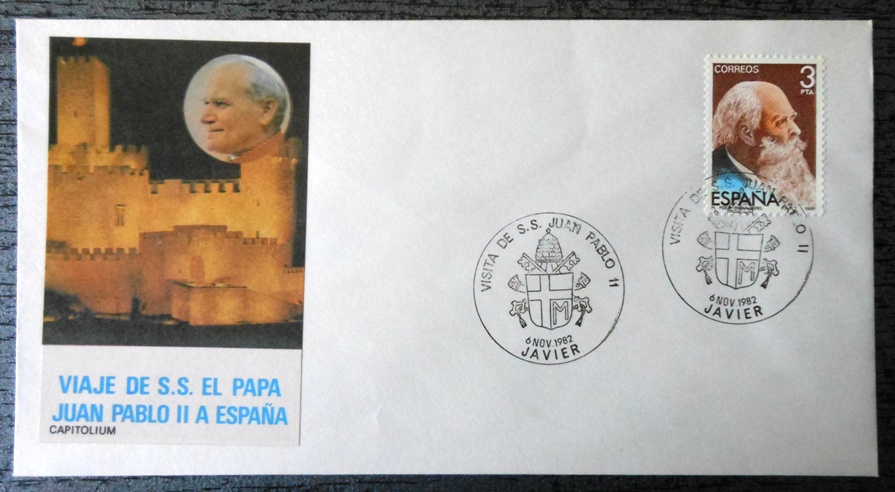 VIAJE DE S.S. EL PAPA
JUAN PABLO II A ESPAÑA
CAPITOLIUM
CORREOS
3
PTA
ESPAÑA
VISITA DE S.S. JUAN PABLO II
6 NOV. 1982
JAVIER
M
VISITA DE S.S. JUAN PABLO II
6 NOV. 1982
JAVIER
M